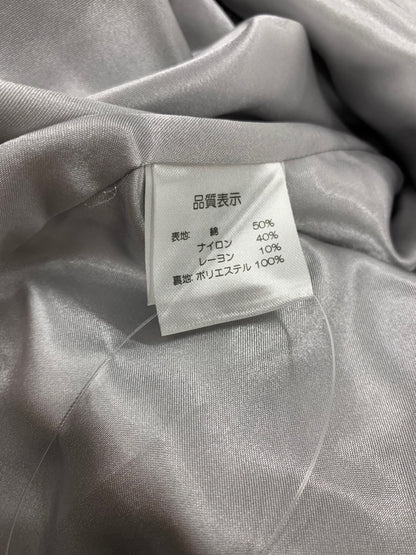 品質表示
表地: 綿 50%
ナイロン 40%
レーヨン 10%
裏地: ポリエステル 100%